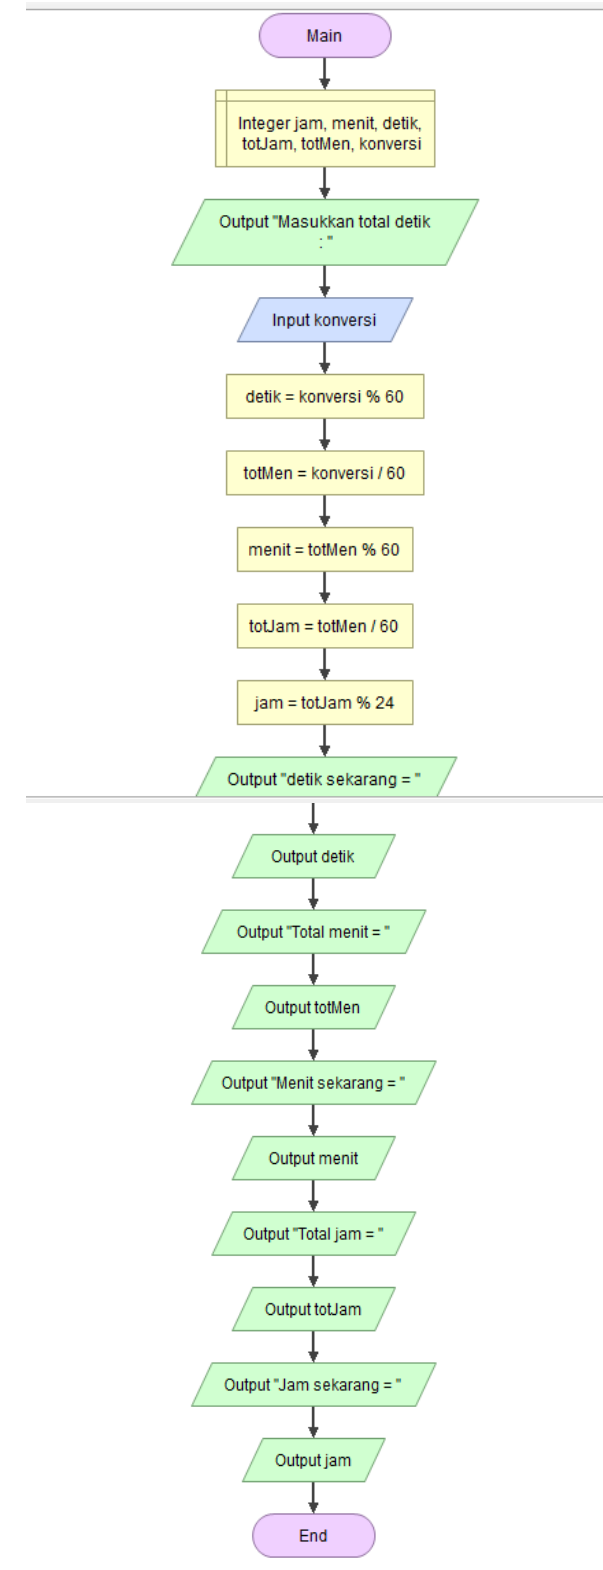 Main
Integer jam, menit, detik,
totJam, totMen, konversi
Output "Masukkan total detik
: "
Input konversi
detik = konversi % 60
totMen = konversi / 60
menit = totMen % 60
totJam = totMen / 60
jam = totJam % 24
Output "detik sekarang = "
Output detik
Output "Total menit = "
Output totMen
Output "Menit sekarang = "
Output menit
Output "Total jam = "
Output totJam
Output "Jam sekarang = "
Output jam
End